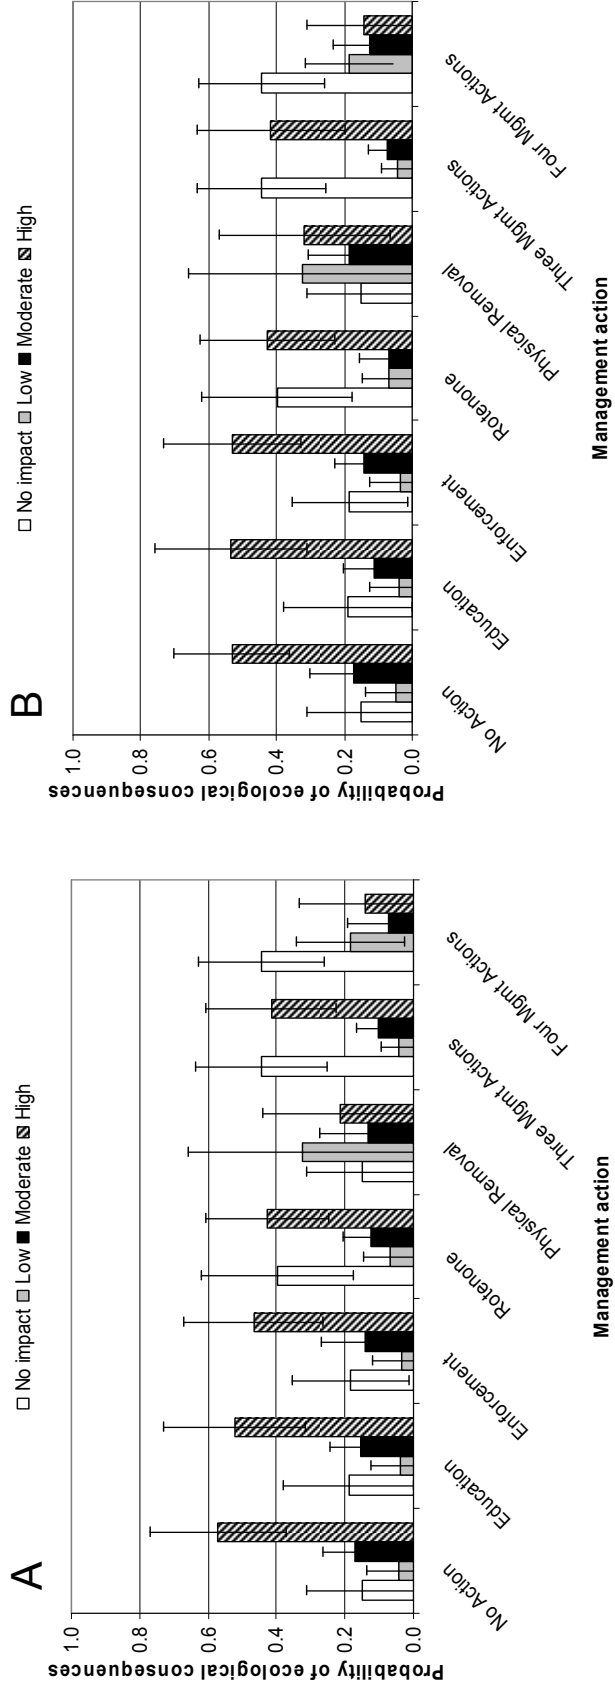 A
□ No impact ■ Low ■ Moderate ▨ High
Probability of ecological consequences
1.0
0.8
0.6
0.4
0.2
0.0
No Action
Education
Enforcement
Rotenone
Physical Removal
Three Mgmt Actions
Four Mgmt Actions
Management action
B
□ No impact ■ Low ■ Moderate ▨ High
Probability of ecological consequences
1.0
0.8
0.6
0.4
0.2
0.0
No Action
Education
Enforcement
Rotenone
Physical Removal
Three Mgmt Actions
Four Mgmt Actions
Management action